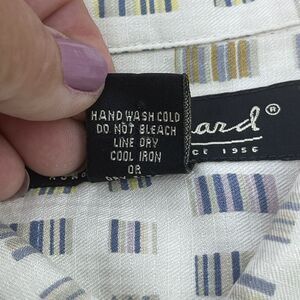 HAND WASH COLD
DO NOT BLEACH
LINE DRY
COOL IRON
OR
ard®
CE 1956